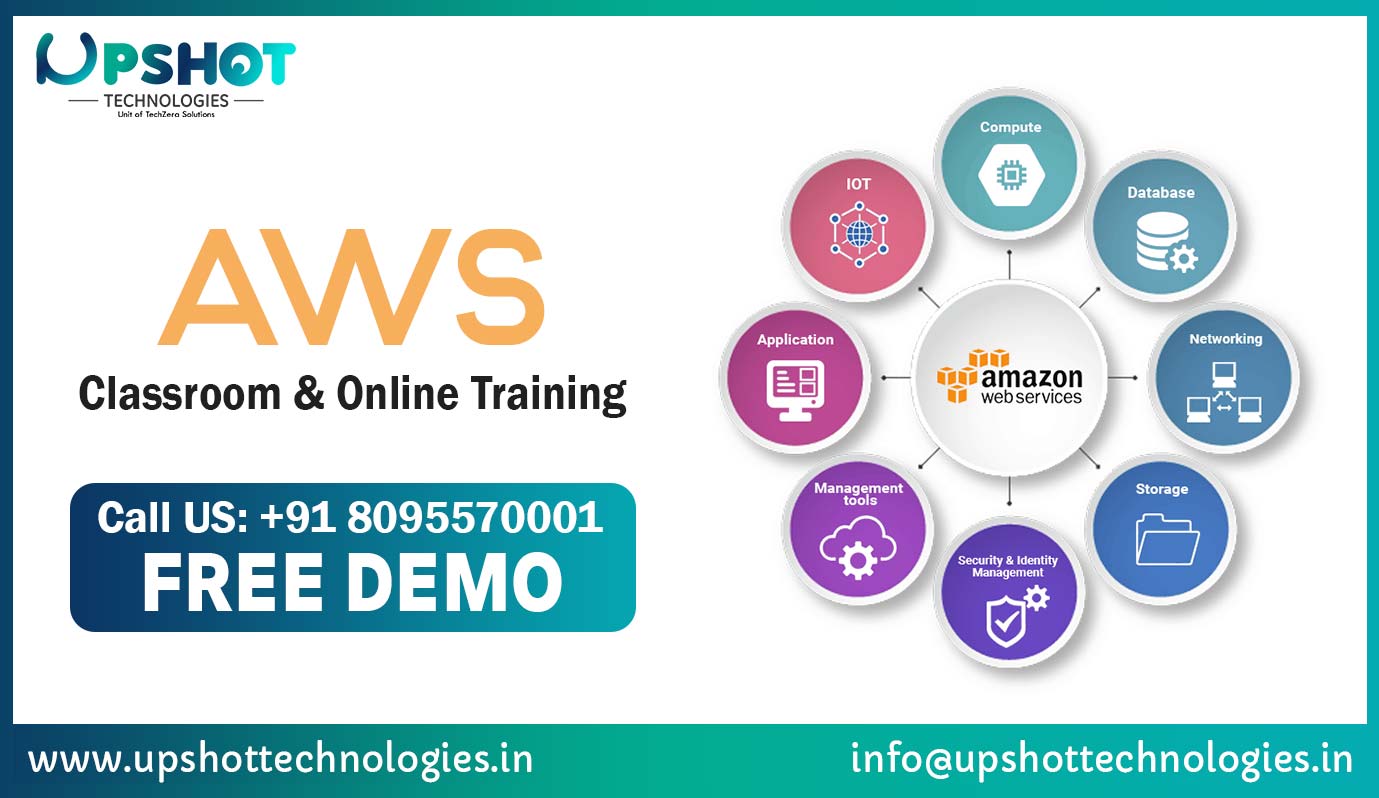 UPSHOT
TECHNOLOGIES
Unit of TechZera Solutions
AWS
Classroom & Online Training
Call US: +91 8095570001
FREE DEMO
Compute
Database
Networking
Storage
Security & Identity
Management
Management
tools
Application
IOT
amazon
web services
www.upshottechnologies.in
info@upshottechnologies.in